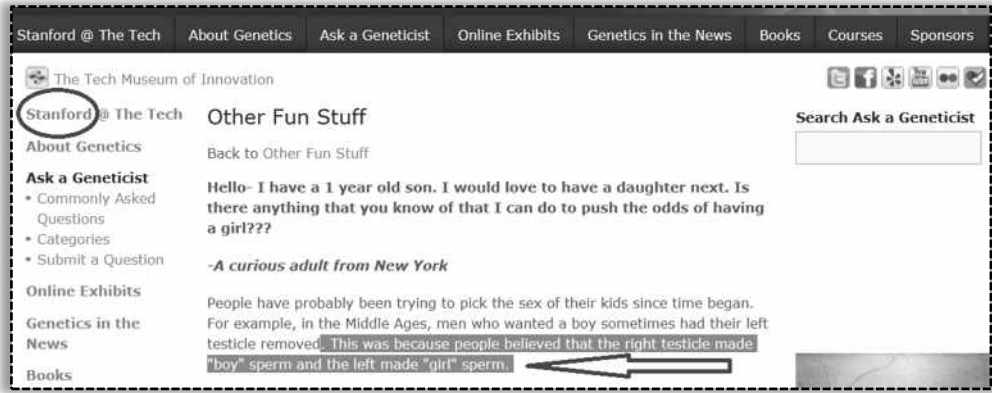 Stanford @ The Tech About Genetics Ask a Geneticist Online Exhibits Genetics in the News Books Courses Sponsors
The Tech Museum of Innovation
Stanford @ The Tech
About Genetics
Ask a Geneticist
• Commonly Asked
Questions
• Categories
• Submit a Question
Online Exhibits
Genetics in the
News
Books
Other Fun Stuff
Back to Other Fun Stuff
Hello- I have a 1 year old son. I would love to have a daughter next. Is
there anything that you know of that I can do to push the odds of having
a girl???
-A curious adult from New York
People have probably been trying to pick the sex of their kids since time began.
For example, in the Middle Ages, men who wanted a boy sometimes had their left
testicle removed. This was because people believed that the right testicle made
"boy" sperm and the left made "girl" sperm.
Search Ask a Geneticist